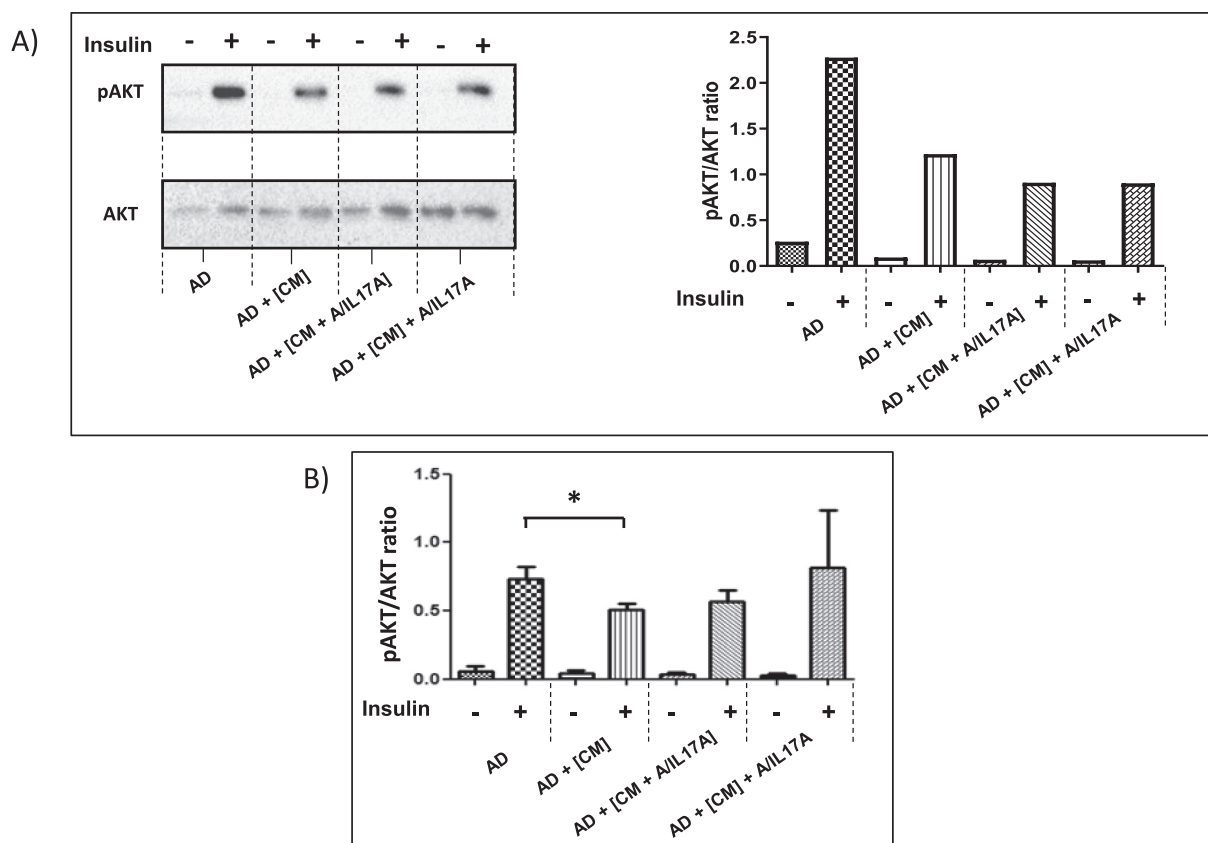 A)
Insulin - + - + - + - +
pAKT
AKT
AD
AD + [CM]
AD + [CM + A/IL17A]
AD + [CM] + A/IL17A
pAKT/AKT ratio
2.5
2.0
1.5
1.0
0.5
0.0
Insulin - + - + - + - +
AD
AD + [CM]
AD + [CM + A/IL17A]
AD + [CM] + A/IL17A
B)
pAKT/AKT ratio
1.5
1.0
0.5
0.0
*
Insulin - + - + - + - +
AD
AD + [CM]
AD + [CM + A/IL17A]
AD + [CM] + A/IL17A